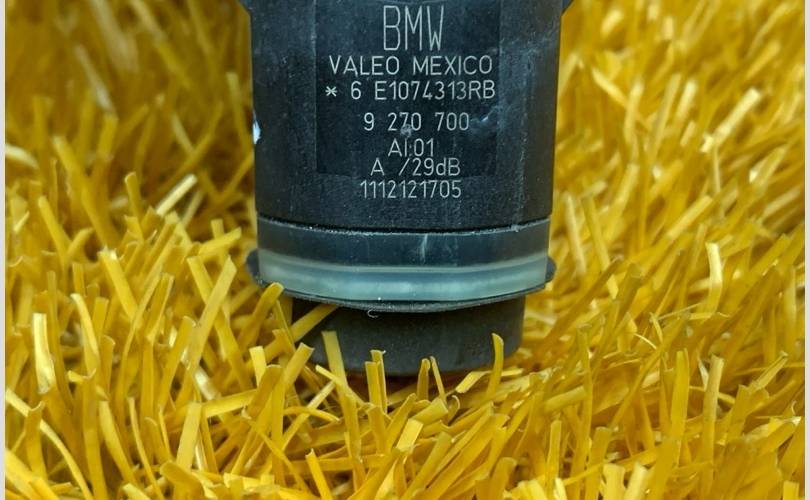 BMW
VALEO MEXICO
* 6 E1074313RB
9 270 700
AI:01
A /29dB
1112121705